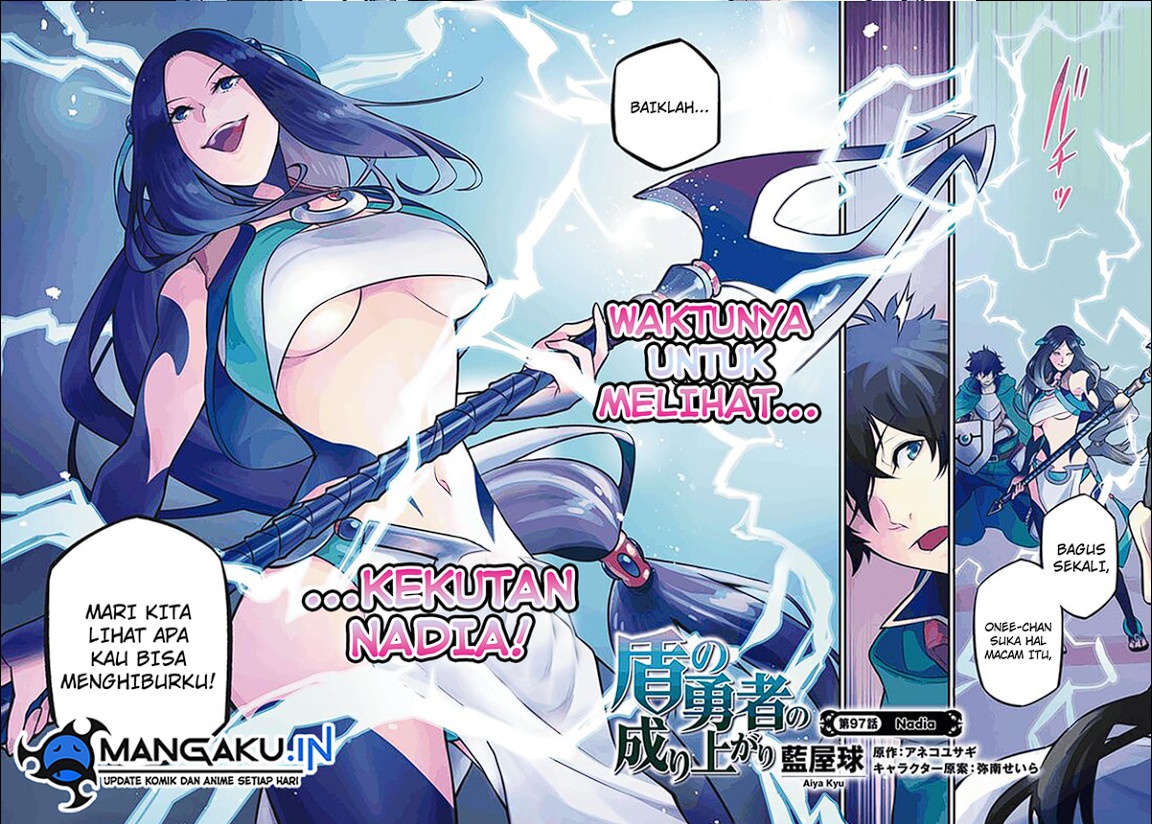 BAGUS
SEKALI,
ONEE-CHAN
SUKA HAL
MACAM ITU,
BAIKLAH...
WAKTUNYA
UNTUK
MELIHAT...
...KEKUTAN
NADIA!
MARI KITA
LIHAT APA
KAU BISA
MENGHIBURKU!
盾の勇者の
成り上がり
第97話 Nadia
藍屋球
Aiya Kyu
原作：アネコユサギ
キャラクター原案：弥南せいら
MANGAKU.IN
UPDATE KOMIK DAN ANIME SETIAP HARI